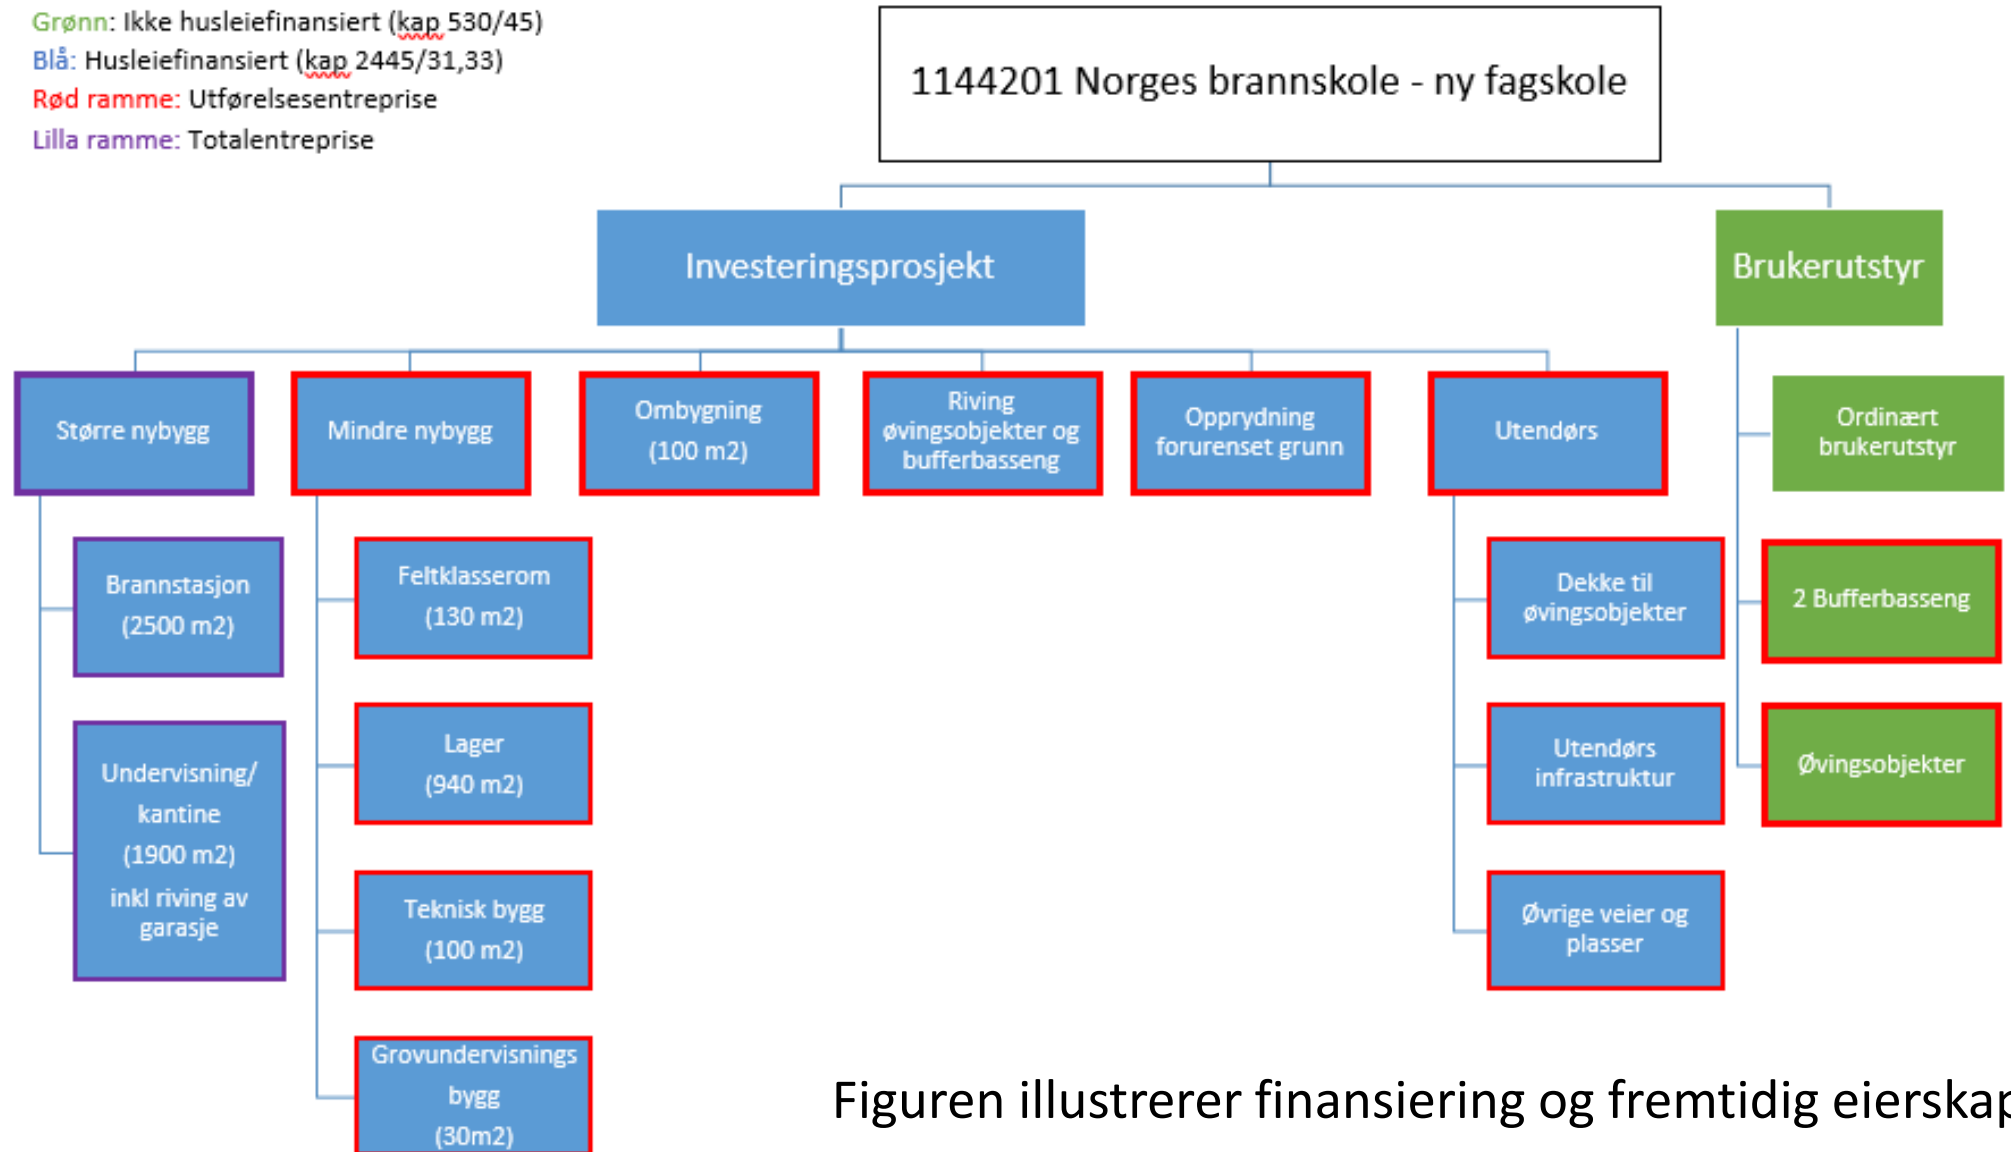 Grønn: Ikke husleiefinansiert (kap 530/45)
Blå: Husleiefinansiert (kap 2445/31,33)
Rød ramme: Utførelsesentreprise
Lilla ramme: Totalentreprise
1144201 Norges brannskole - ny fagskole
Investeringsprosjekt
Brukerutstyr
Større nybygg
Brannstasjon
(2500 m2)
Undervisning/
kantine
(1900 m2)
inkl riving av
garasje
Mindre nybygg
Feltklasserom
(130 m2)
Lager
(940 m2)
Teknisk bygg
(100 m2)
Grovundervisnings
bygg
(30m2)
Ombygning
(100 m2)
Riving
øvingsobjekter og
bufferbasseng
Opprydning
forurenset grunn
Utendørs
Dekke til
øvingsobjekter
Utendørs
infrastruktur
Øvrige veier og
plasser
Ordinært
brukerutstyr
2 Bufferbasseng
Øvingsobjekter
Figuren illustrerer finansiering og fremtidig eierskap